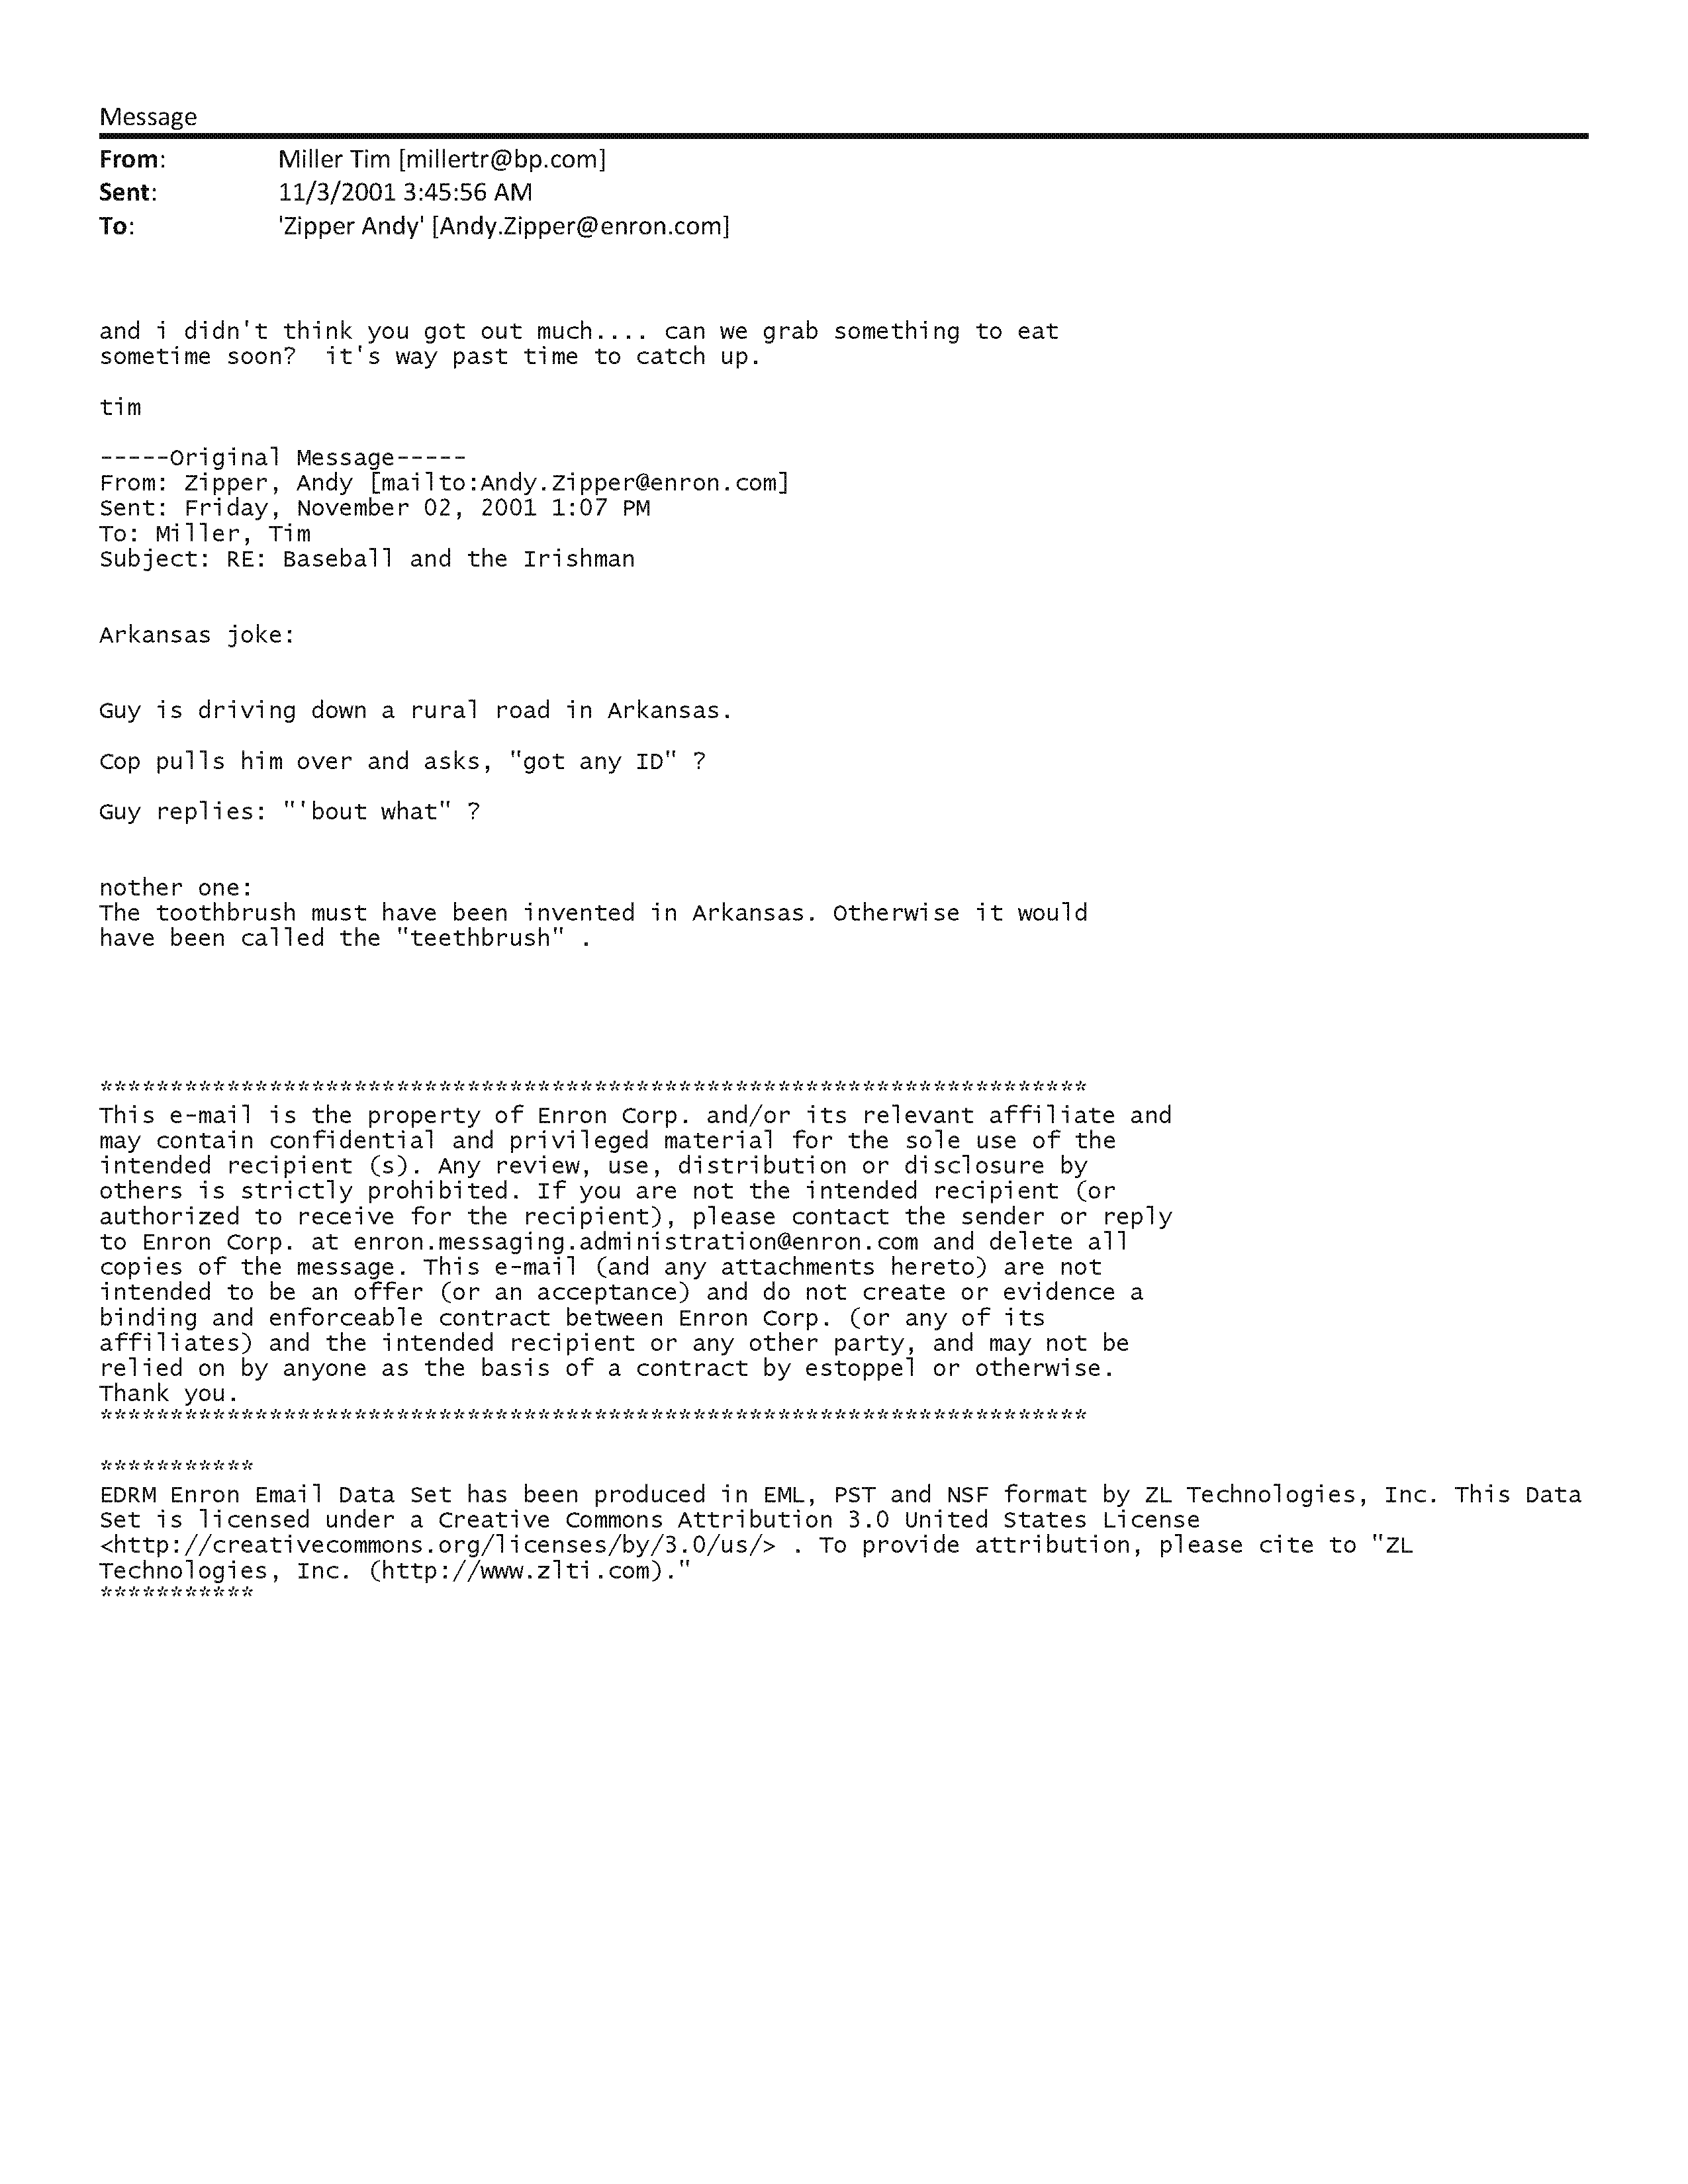 Message
From: Miller Tim [millertr@bp.com]
Sent: 11/3/2001 3:45:56 AM
To: 'Zipper Andy' [Andy.Zipper@enron.com]
and i didn't think you got out much.... can we grab something to eat
sometime soon?  it's way past time to catch up.
tim
-----Original Message-----
From: Zipper, Andy [mailto:Andy.Zipper@enron.com]
Sent: Friday, November 02, 2001 1:07 PM
To: Miller, Tim
Subject: RE: Baseball and the Irishman
Arkansas joke:
Guy is driving down a rural road in Arkansas.
Cop pulls him over and asks, "got any ID" ?
Guy replies: "'bout what" ?
nother one:
The toothbrush must have been invented in Arkansas. Otherwise it would
have been called the "teethbrush" .
**********************************************************************
This e-mail is the property of Enron Corp. and/or its relevant affiliate and
may contain confidential and privileged material for the sole use of the
intended recipient (s). Any review, use, distribution or disclosure by
others is strictly prohibited. If you are not the intended recipient (or
authorized to receive for the recipient), please contact the sender or reply
to Enron Corp. at enron.messaging.administration@enron.com and delete all
copies of the message. This e-mail (and any attachments hereto) are not
intended to be an offer (or an acceptance) and do not create or evidence a
binding and enforceable contract between Enron Corp. (or any of its
affiliates) and the intended recipient or any other party, and may not be
relied on by anyone as the basis of a contract by estoppel or otherwise.
Thank you.
**********************************************************************
***********
EDRM Enron Email Data Set has been produced in EML, PST and NSF format by ZL Technologies, Inc. This Data
Set is licensed under a Creative Commons Attribution 3.0 United States License
<http://creativecommons.org/licenses/by/3.0/us/> . To provide attribution, please cite to "ZL
Technologies, Inc. (http://www.zlti.com)."
***********